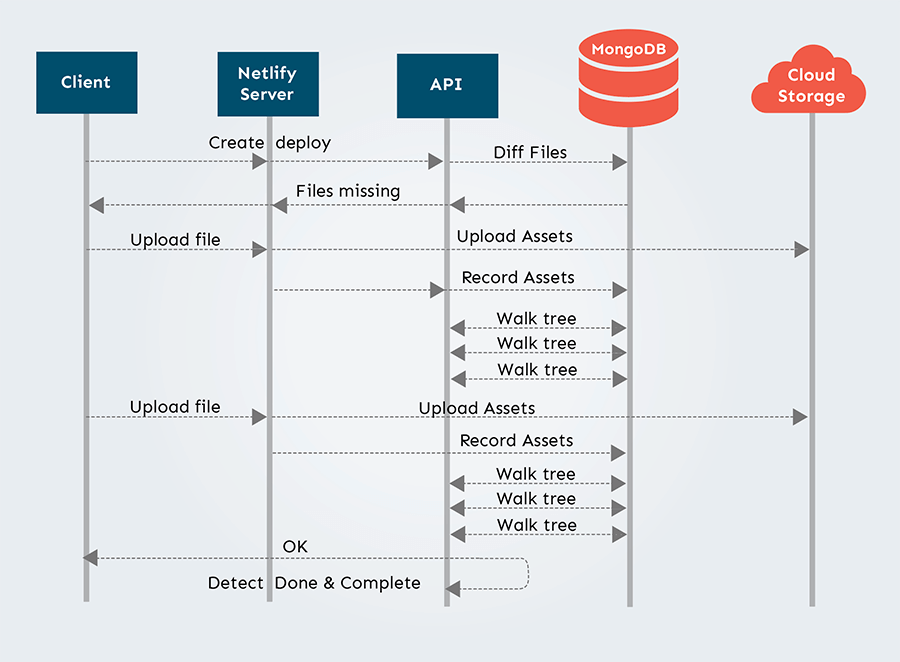 Client
Netlify
Server
API
MongoDB
Cloud
Storage
Create deploy
Diff Files
Files missing
Upload file
Upload Assets
Record Assets
Walk tree
Walk tree
Walk tree
Upload file
Upload Assets
Record Assets
Walk tree
Walk tree
Walk tree
OK
Detect Done & Complete